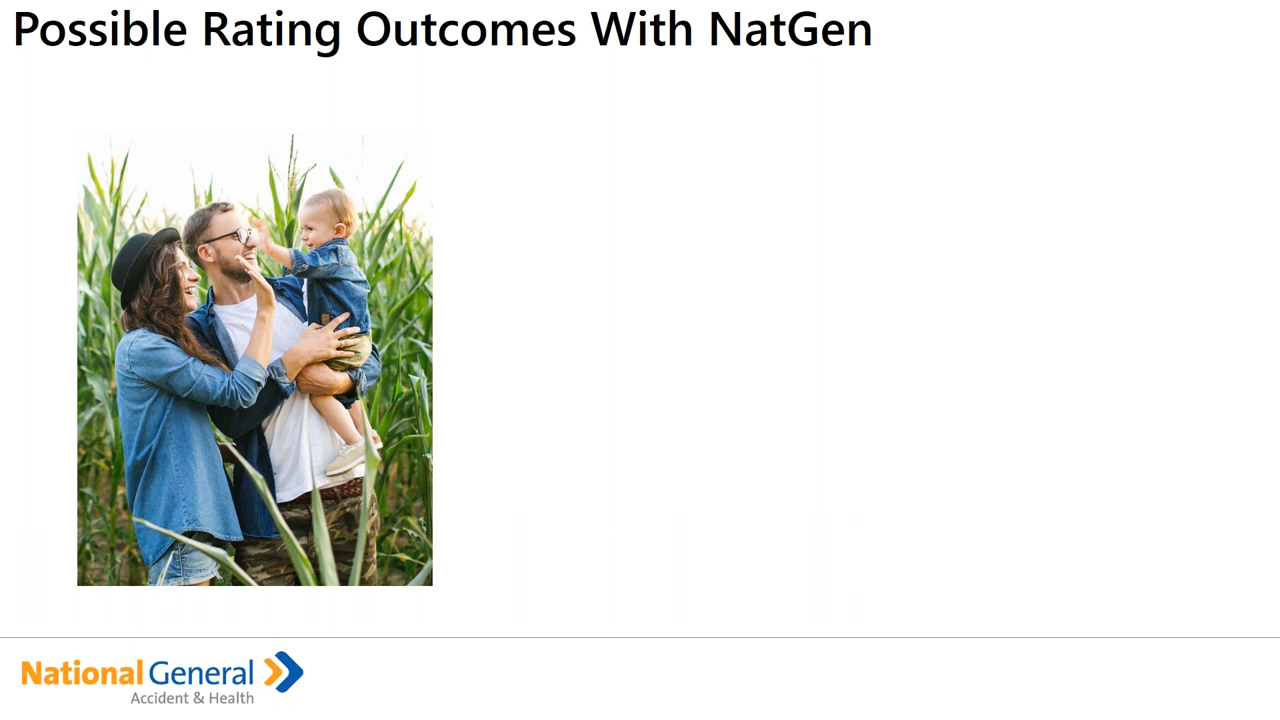 Possible Rating Outcomes With NatGen
National General
Accident & Health